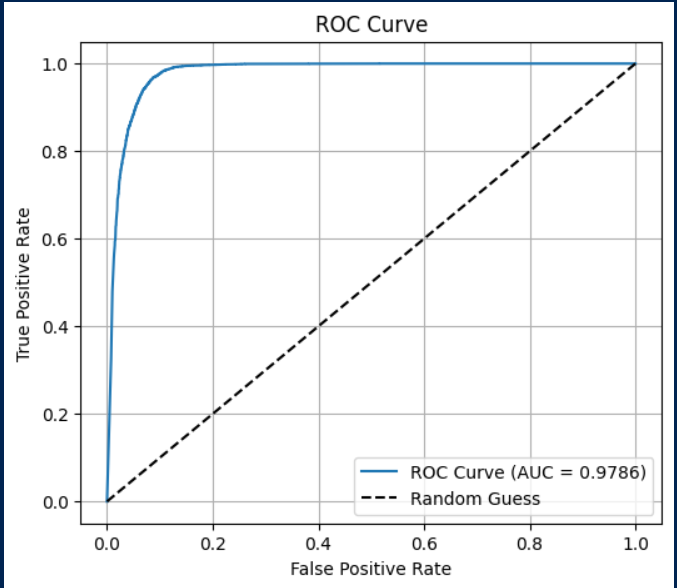 ROC Curve
1.0
0.8
0.6
0.4
0.2
0.0
True Positive Rate
ROC Curve (AUC = 0.9786)
Random Guess
0.0 0.2 0.4 0.6 0.8 1.0
False Positive Rate